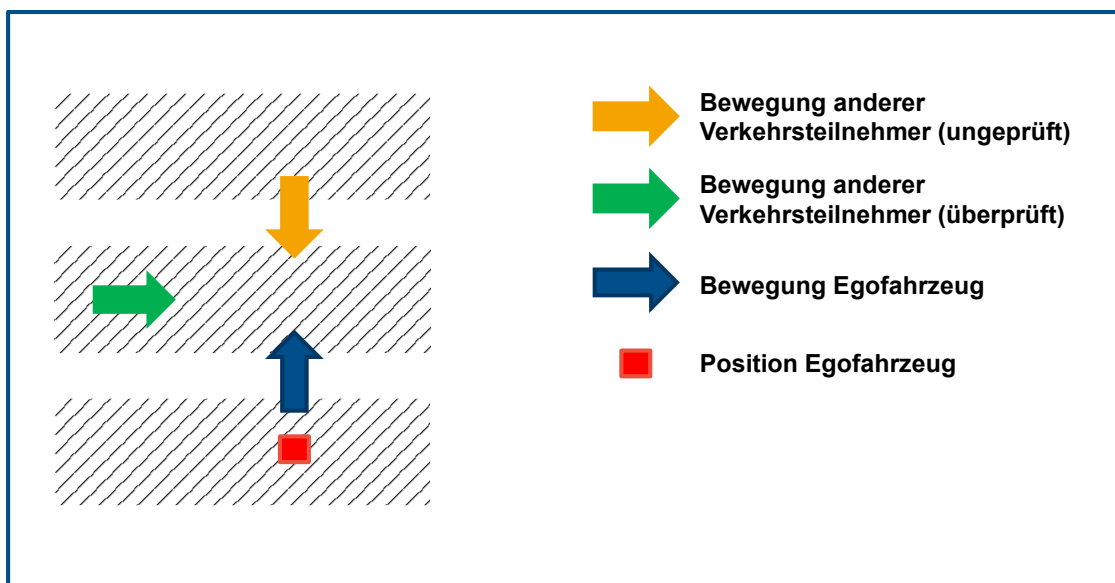 Bewegung anderer
Verkehrsteilnehmer (ungeprüft)
Bewegung anderer
Verkehrsteilnehmer (überprüft)
Bewegung Egofahrzeug
Position Egofahrzeug